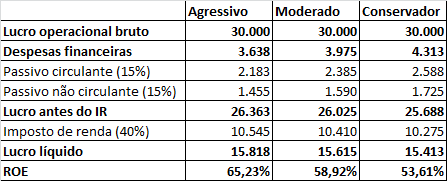 Agressivo Moderado Conservador
Lucro operacional bruto 30.000 30.000 30.000
Despesas financeiras 3.638 3.975 4.313
Passivo circulante (15%) 2.183 2.385 2.588
Passivo não circulante (15%) 1.455 1.590 1.725
Lucro antes do IR 26.363 26.025 25.688
Imposto de renda (40%) 10.545 10.410 10.275
Lucro líquido 15.818 15.615 15.413
ROE 65,23% 58,92% 53,61%